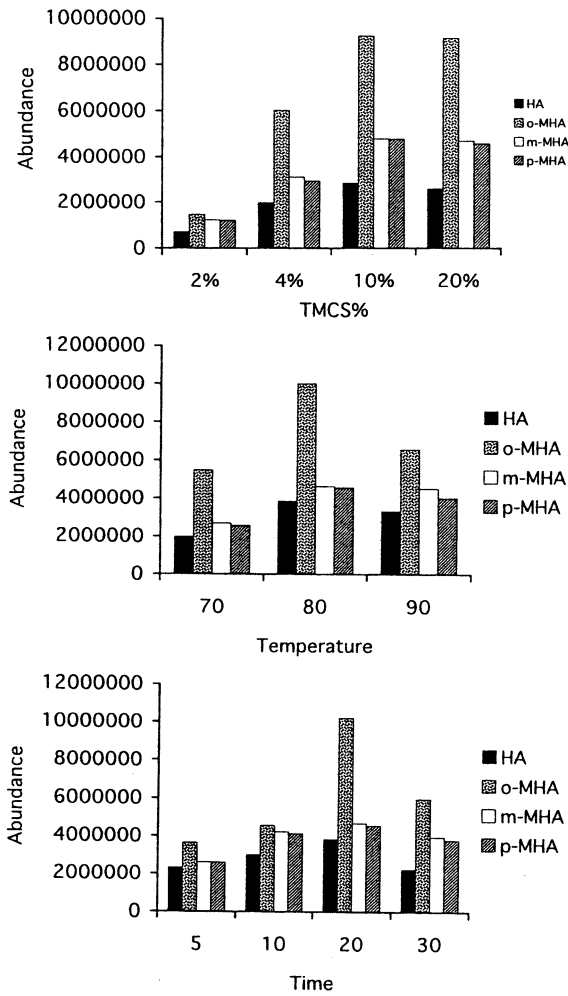 10000000
8000000
6000000
4000000
2000000
0
Abundance
2% 4% 10% 20%
TMCS%
HA
o-MHA
m-MHA
p-MHA
12000000
10000000
8000000
6000000
4000000
2000000
0
Abundance
70 80 90
Temperature
HA
o-MHA
m-MHA
p-MHA
12000000
10000000
8000000
6000000
4000000
2000000
0
Abundance
5 10 20 30
Time
HA
o-MHA
m-MHA
p-MHA